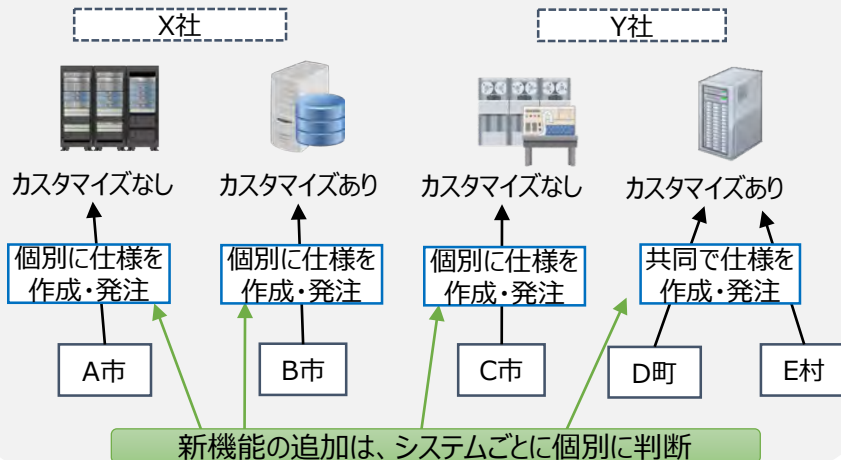 X社
Y社
カスタマイズなし
カスタマイズあり
カスタマイズなし
カスタマイズあり
個別に仕様を
作成・発注
個別に仕様を
作成・発注
個別に仕様を
作成・発注
共同で仕様を
作成・発注
A市
B市
C市
D町
E村
新機能の追加は、システムごとに個別に判断